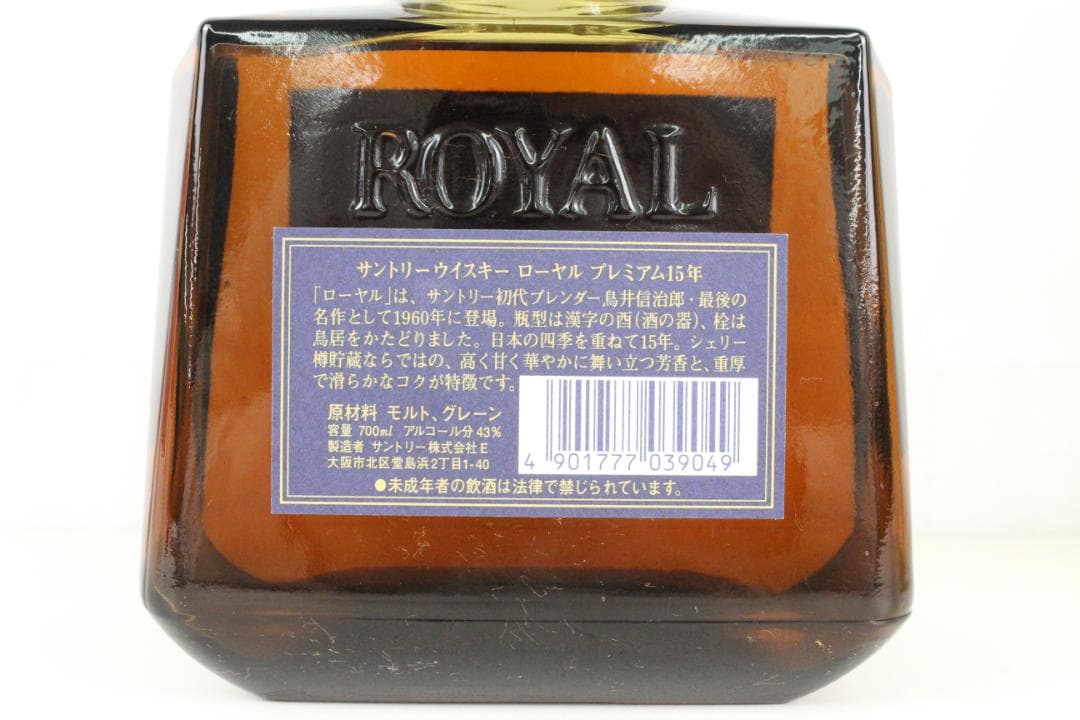 ROYAL
サントリーウイスキー ローヤル プレミアム15年
「ローヤル」は、サントリー初代ブレンダー鳥井信治郎・最後の
名作として1960年に登場。瓶型は漢字の酉(酒の器)、栓は
鳥居をかたどりました。日本の四季を重ねて15年。シェリー
樽貯蔵ならではの、高く甘く華やかに舞い立つ芳香と、重厚
で滑らかなコクが特徴です。
原材料 モルト、グレーン
容量 700ml アルコール分43%
製造者 サントリー株式会社E
大阪市北区堂島浜2丁目1-40
4 901777 039049
●未成年者の飲酒は法律で禁じられています。